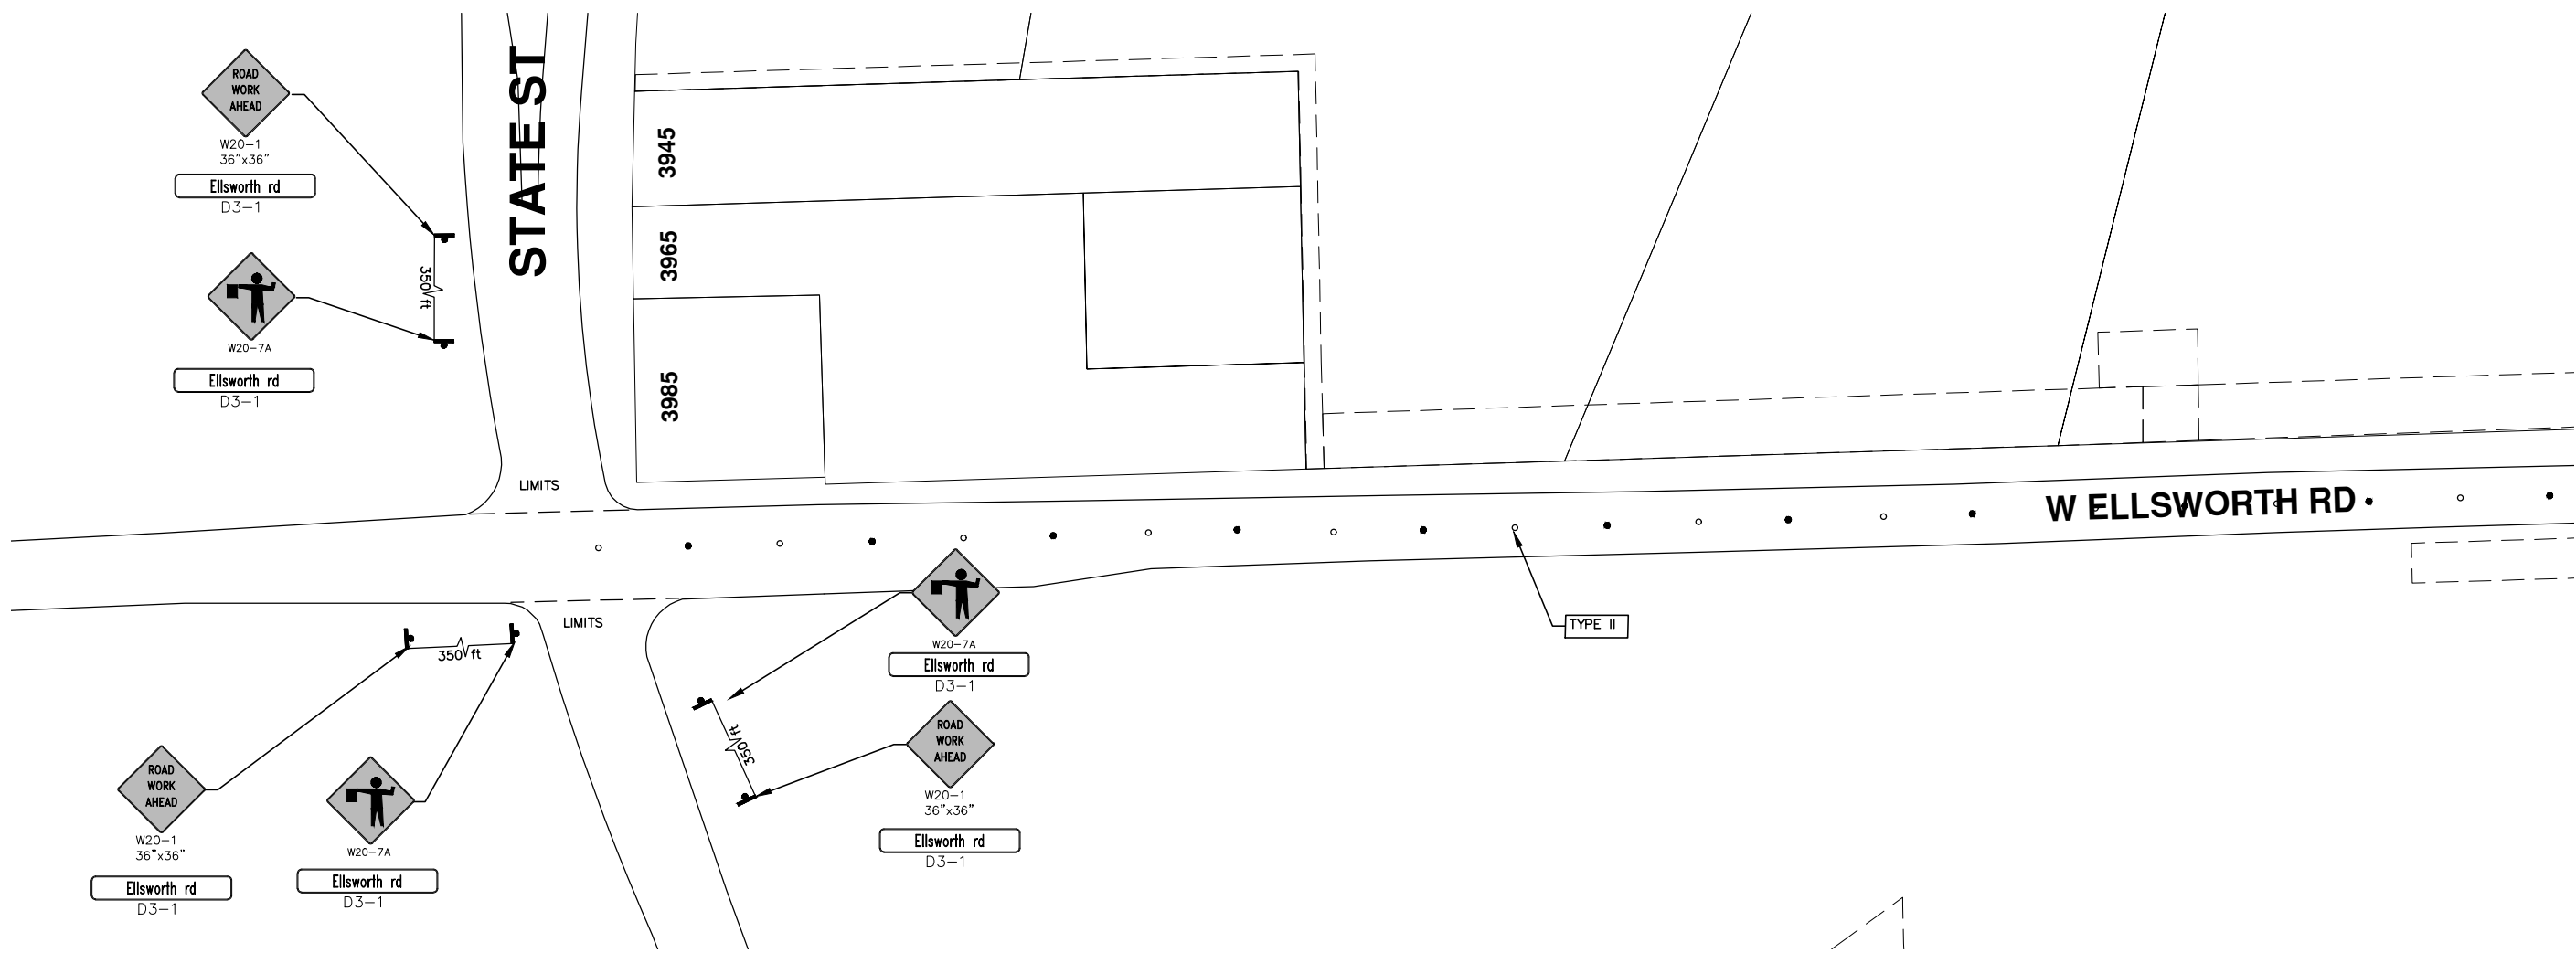 ROAD
WORK
AHEAD
W20-1
36"x36"
Ellsworth rd
D3-1
W20-7A
Ellsworth rd
D3-1
350 ft
STATE ST
3945
3965
3985
LIMITS
LIMITS
W ELLSWORTH RD
TYPE II
350 ft
W20-7A
Ellsworth rd
D3-1
350 ft
ROAD
WORK
AHEAD
W20-1
36"x36"
Ellsworth rd
D3-1
ROAD
WORK
AHEAD
W20-1
36"x36"
Ellsworth rd
D3-1
W20-7A
Ellsworth rd
D3-1